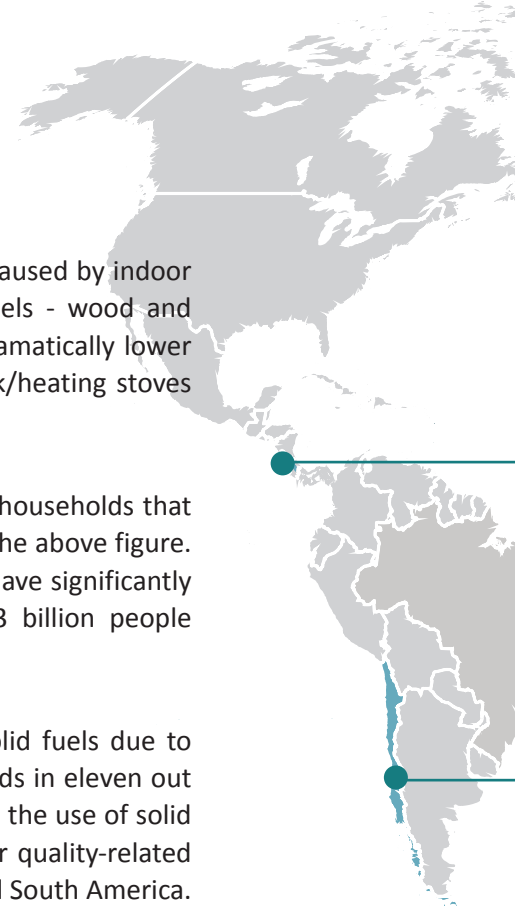 aused by indoor
els - wood and
amatically lower
k/heating stoves
households that
he above figure.
ave significantly
3 billion people
lid fuels due to
ds in eleven out
the use of solid
r quality-related
d South America.